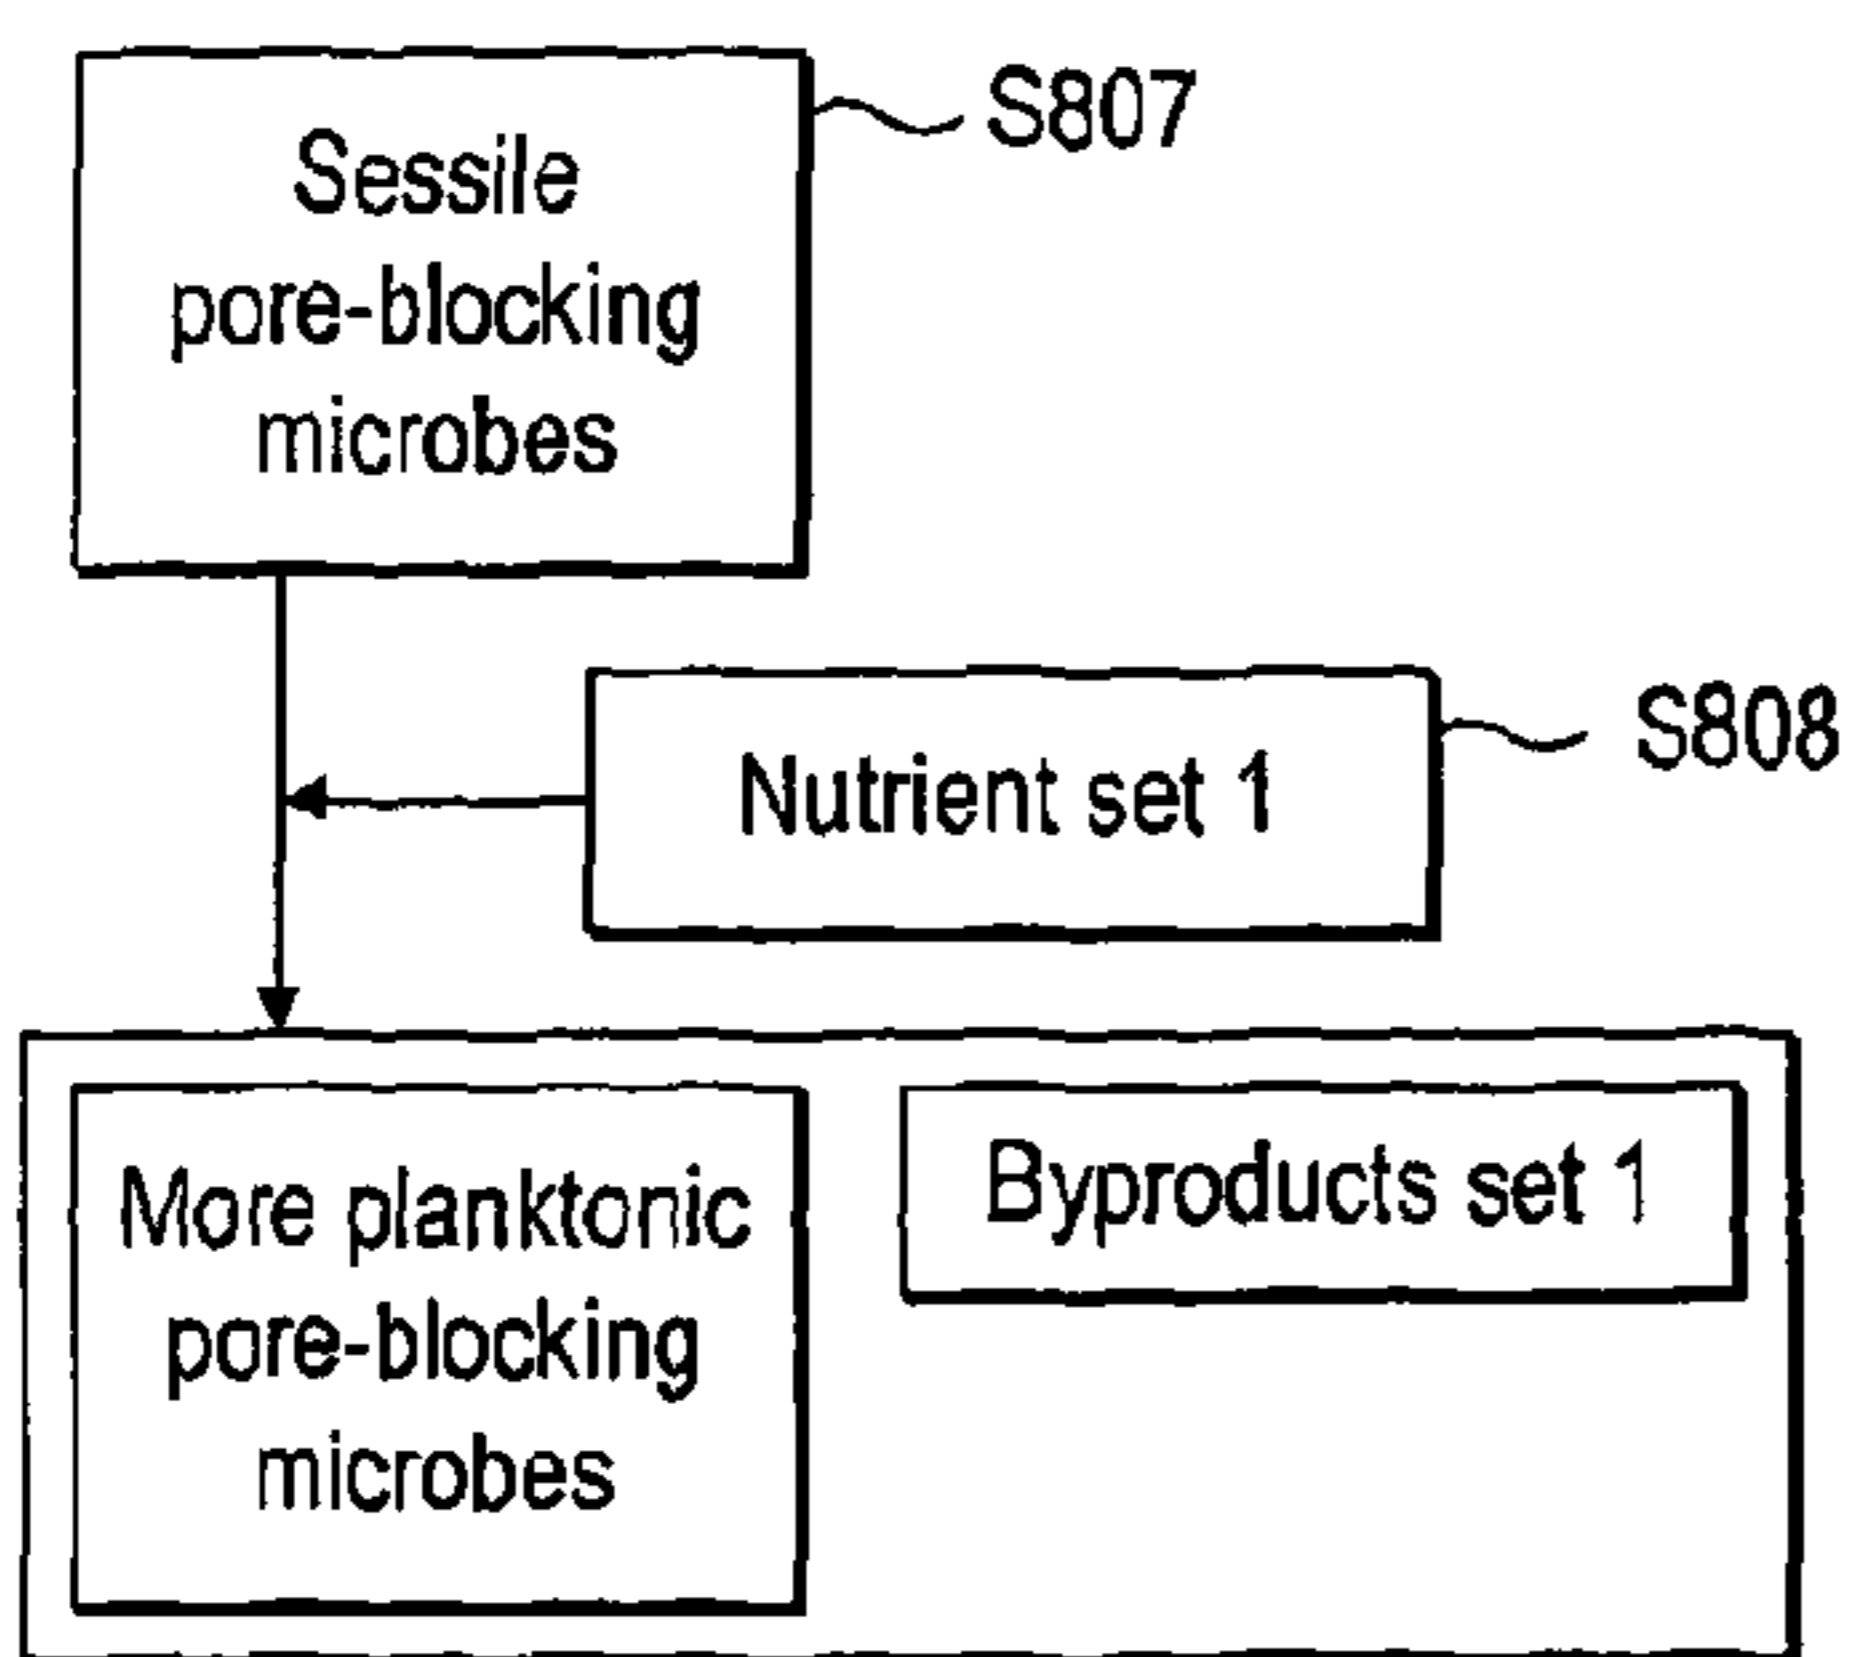 Sessile
pore-blocking
microbes
S807
Nutrient set 1
S808
More planktonic
pore-blocking
microbes
Byproducts set 1